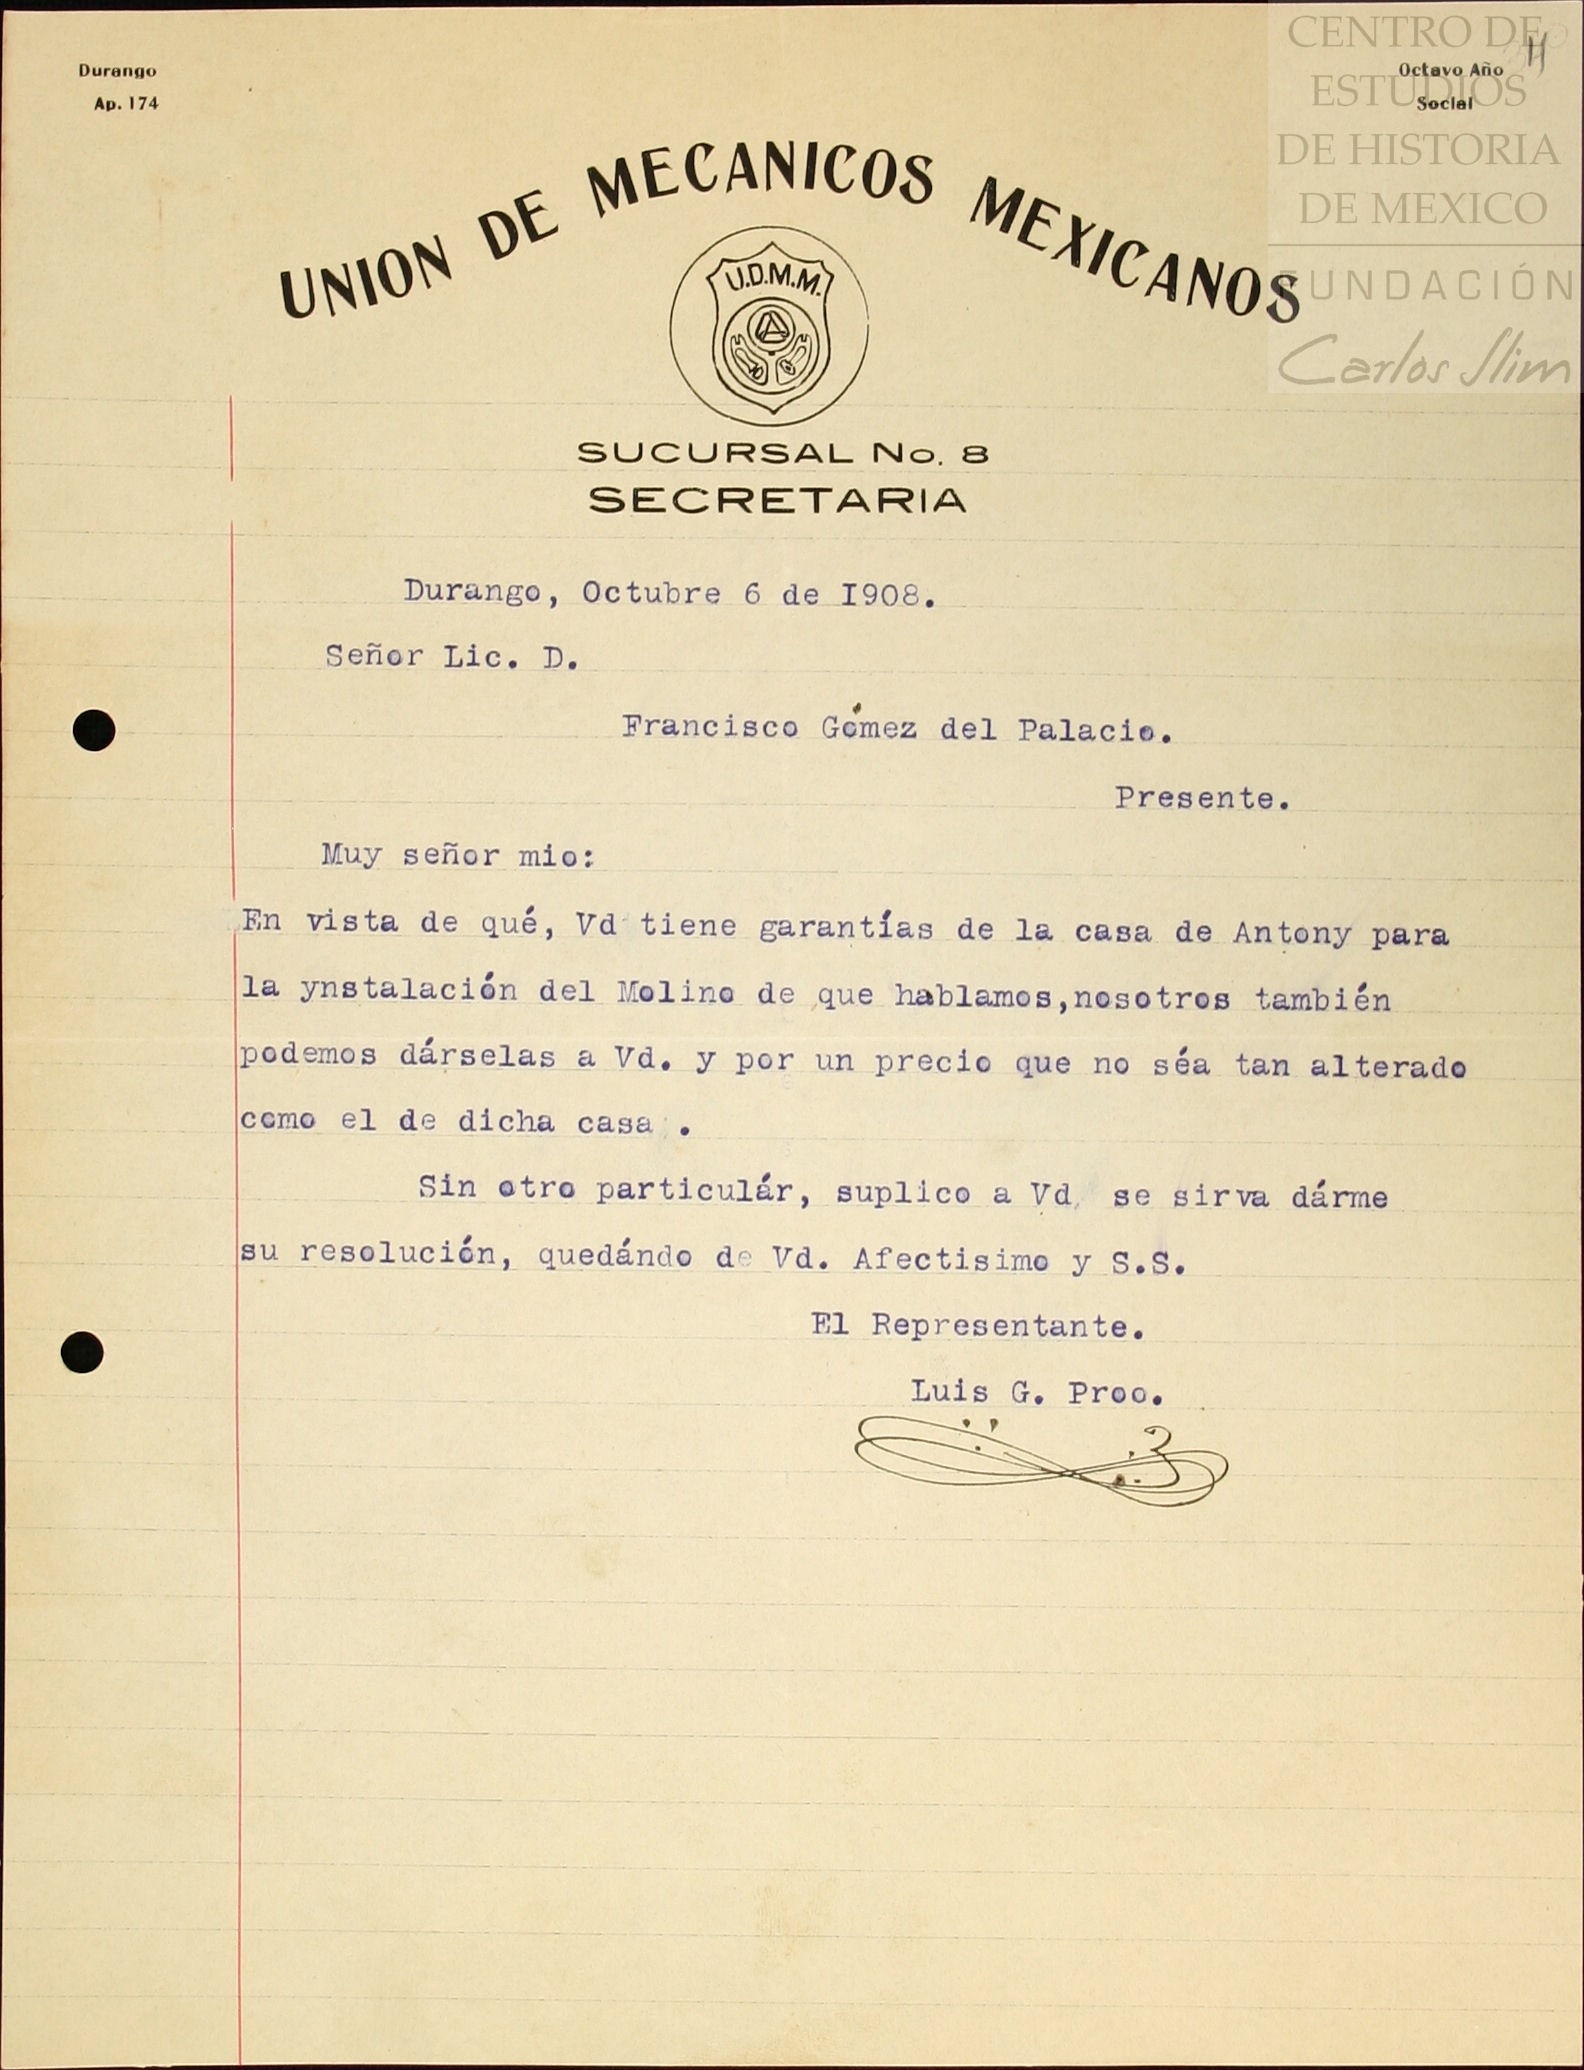 Durango
Ap. 174
Octavo Año
Social
CENTRO DE
ESTUDIOS
DE HISTORIA
DE MEXICO
FUNDACIÓN
Carlos Slim
UNION DE MECANICOS MEXICANOS
U.D.M.M.
SUCURSAL No. 8
SECRETARIA
Durango, Octubre 6 de I908.
Señor Lic. D.
Francisco Gómez del Palacio.
Presente.
Muy señor mio:
En vista de qué, Vd tiene garantías de la casa de Antony para
la ynstalación del Molino de que hablamos,nosotros también
podemos dárselas a Vd. y por un precio que no séa tan alterado
como el de dicha casa .
Sin otro particulár, suplico a Vd. se sirva dárme
su resolución, quedándo de Vd. Afectisimo y S.S.
El Representante.
Luis G. Proo.